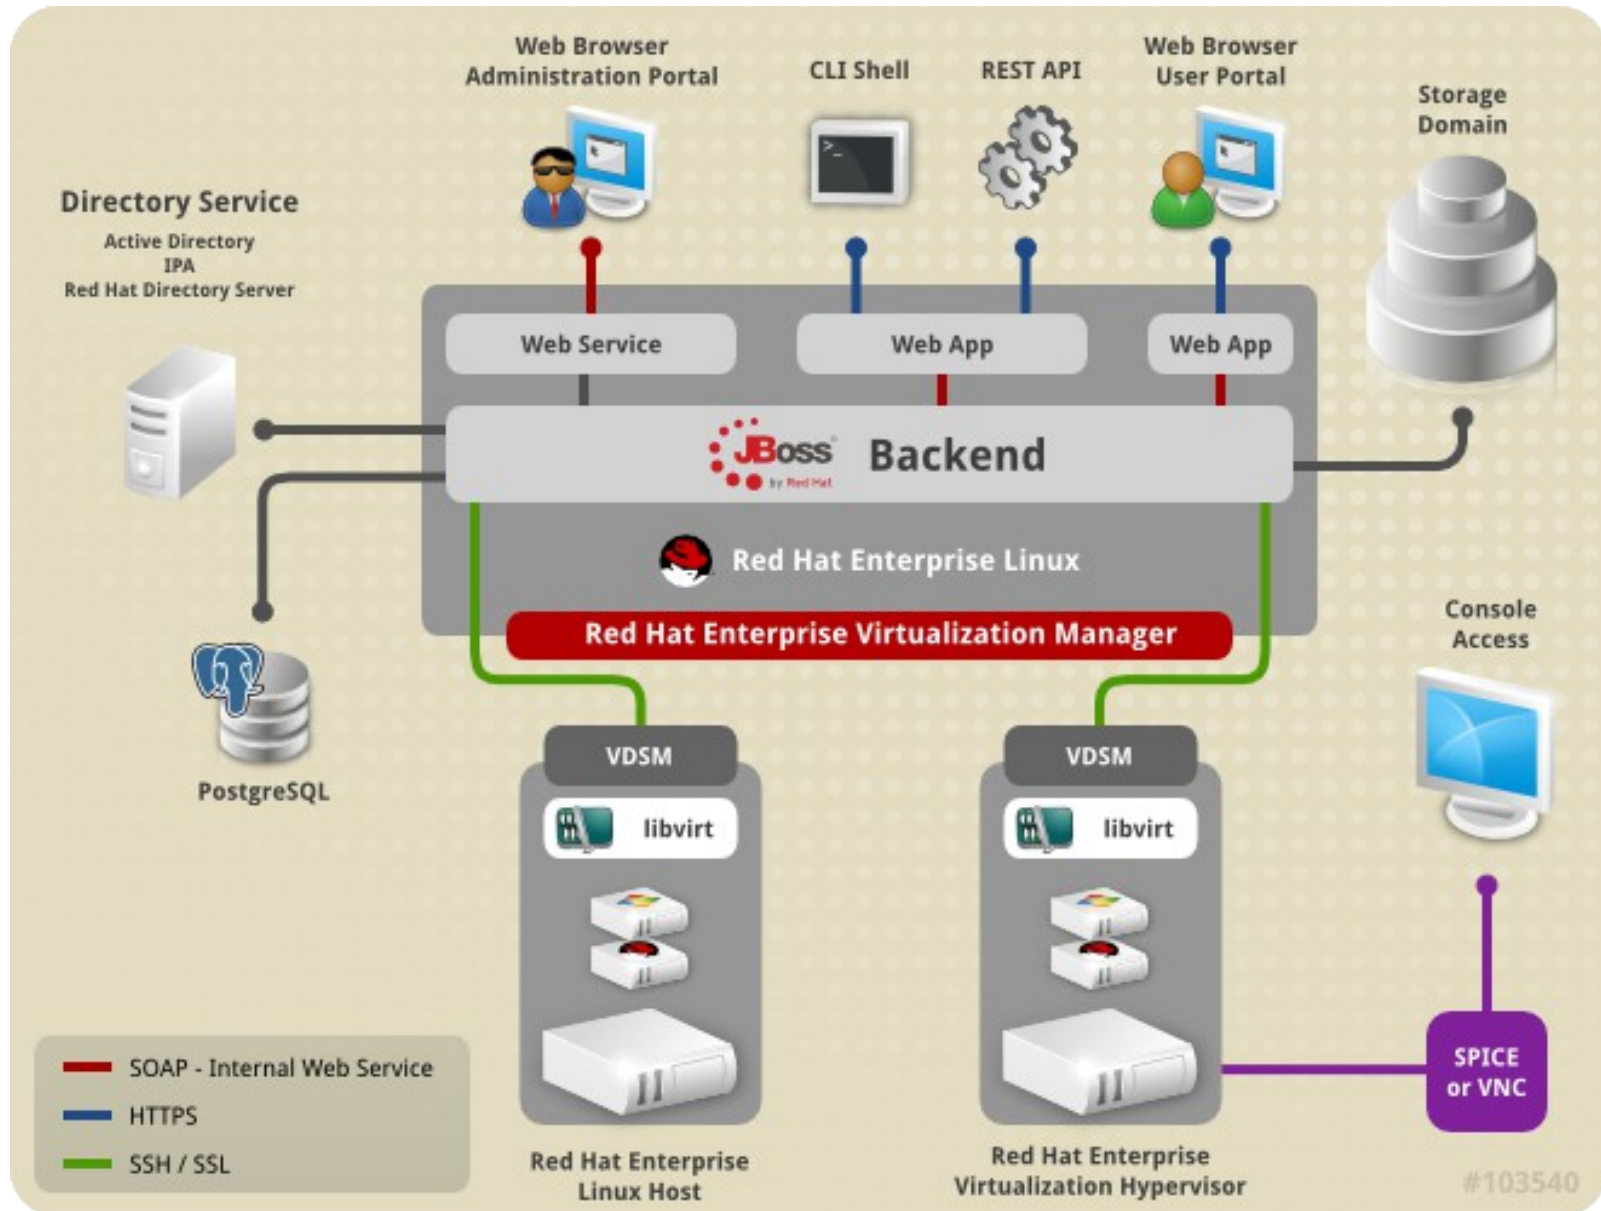 Web Browser
Administration Portal
CLI Shell
REST API
Web Browser
User Portal
Storage
Domain
Directory Service
Active Directory
IPA
Red Hat Directory Server
Web Service
Web App
Web App
JBoss
by Red Hat
Backend
Red Hat Enterprise Linux
Red Hat Enterprise Virtualization Manager
Console
Access
PostgreSQL
VDSM
libvirt
VDSM
libvirt
SPICE
or VNC
SOAP - Internal Web Service
HTTPS
SSH / SSL
Red Hat Enterprise
Linux Host
Red Hat Enterprise
Virtualization Hypervisor
#103540